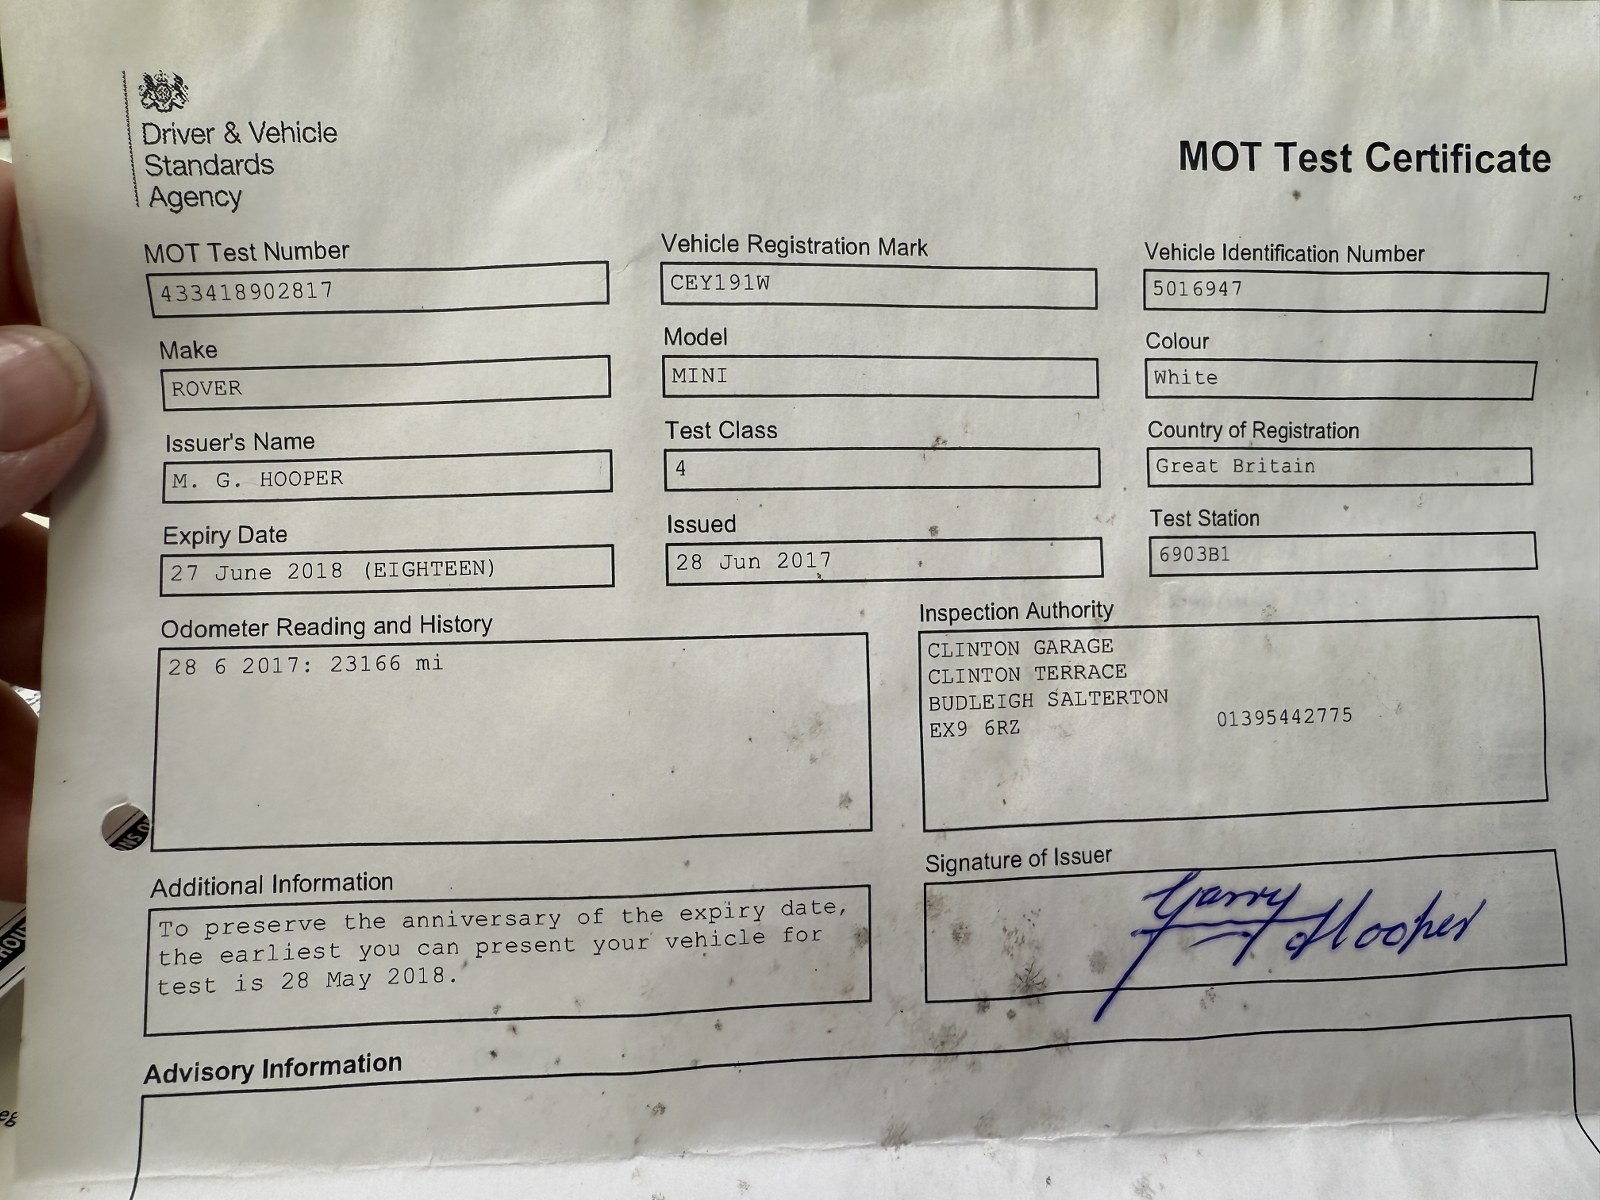 Driver & Vehicle
Standards
Agency
MOT Test Certificate
MOT Test Number
433418902817
Vehicle Registration Mark
CEY191W
Vehicle Identification Number
5016947
Make
ROVER
Model
MINI
Colour
White
Issuer's Name
M. G. HOOPER
Test Class
4
Country of Registration
Great Britain
Expiry Date
27 June 2018 (EIGHTEEN)
Issued
28 Jun 2017
Test Station
6903B1
Odometer Reading and History
28 6 2017: 23166 mi
Inspection Authority
CLINTON GARAGE
CLINTON TERRACE
BUDLEIGH SALTERTON
EX9 6RZ 01395442775
Additional Information
To preserve the anniversary of the expiry date,
the earliest you can present your vehicle for
test is 28 May 2018.
Signature of Issuer
Garry Hooper
Advisory Information